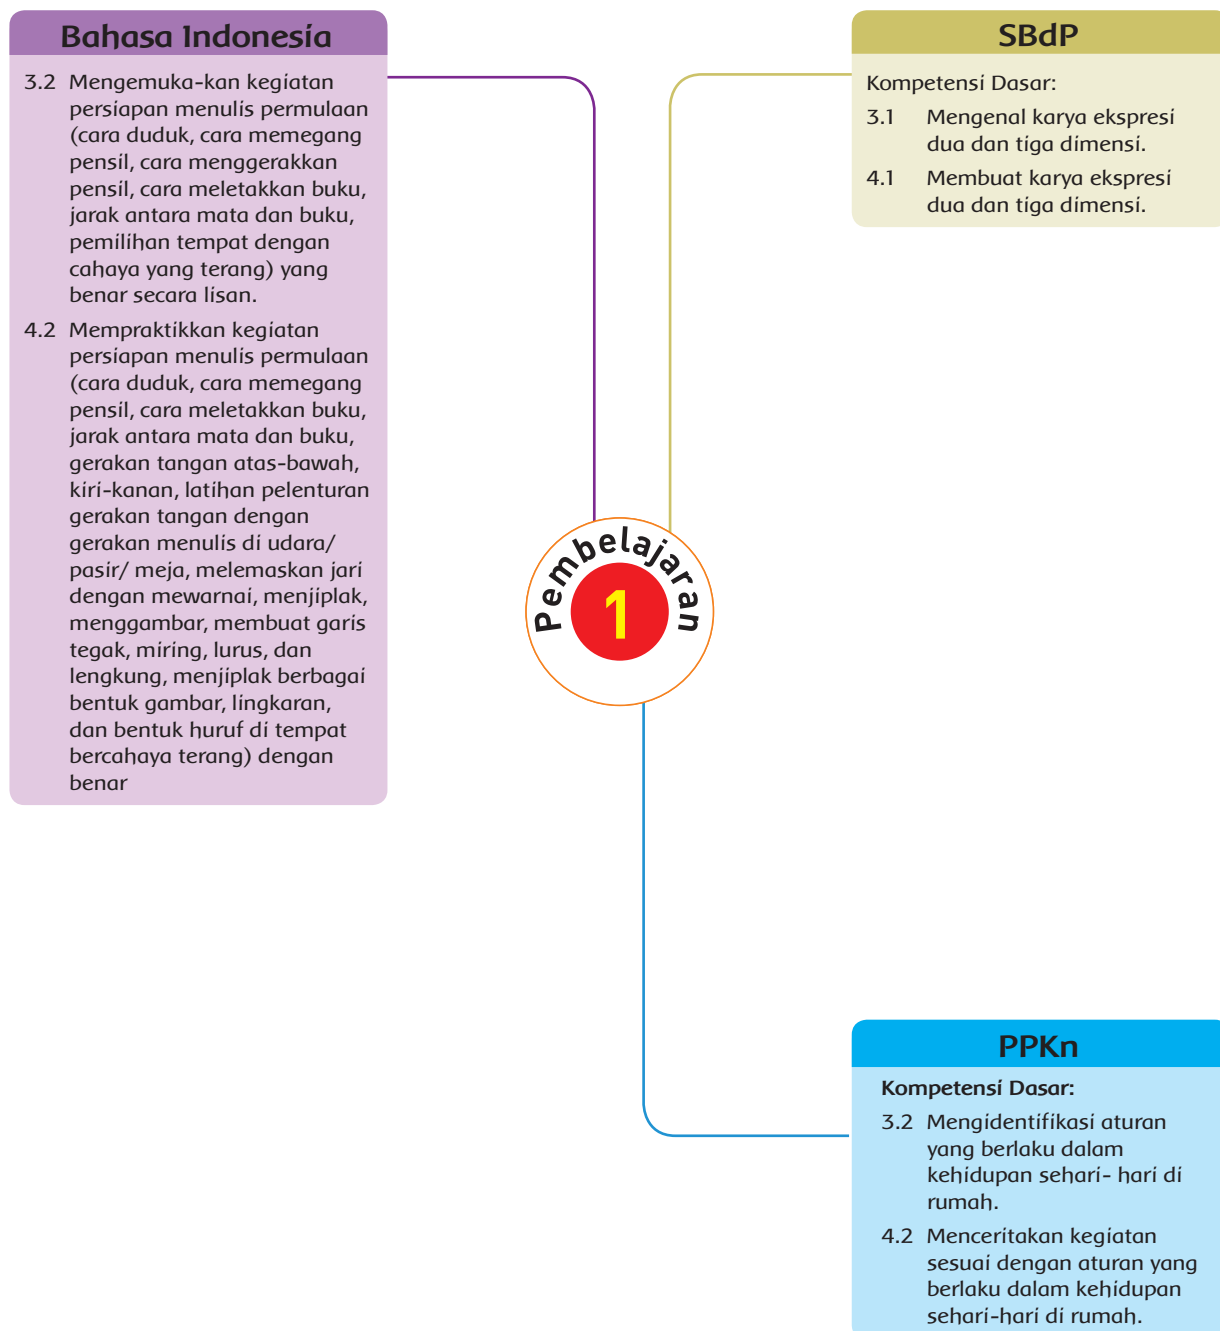 Bahasa Indonesia
3.2 Mengemuka-kan kegiatan
persiapan menulis permulaan
(cara duduk, cara memegang
pensil, cara menggerakkan
pensil, cara meletakkan buku,
jarak antara mata dan buku,
pemilihan tempat dengan
cahaya yang terang) yang
benar secara lisan.
4.2 Mempraktikkan kegiatan
persiapan menulis permulaan
(cara duduk, cara memegang
pensil, cara meletakkan buku,
jarak antara mata dan buku,
gerakan tangan atas-bawah,
kiri-kanan, latihan pelenturan
gerakan tangan dengan
gerakan menulis di udara/
pasir/ meja, melemaskan jari
dengan mewarnai, menjiplak,
menggambar, membuat garis
tegak, miring, lurus, dan
lengkung, menjiplak berbagai
bentuk gambar, lingkaran,
dan bentuk huruf di tempat
bercahaya terang) dengan
benar
SBdP
Kompetensi Dasar:
3.1 Mengenal karya ekspresi
dua dan tiga dimensi.
4.1 Membuat karya ekspresi
dua dan tiga dimensi.
Pembelajaran
1
PPKn
Kompetensi Dasar:
3.2 Mengidentifikasi aturan
yang berlaku dalam
kehidupan sehari- hari di
rumah.
4.2 Menceritakan kegiatan
sesuai dengan aturan yang
berlaku dalam kehidupan
sehari-hari di rumah.